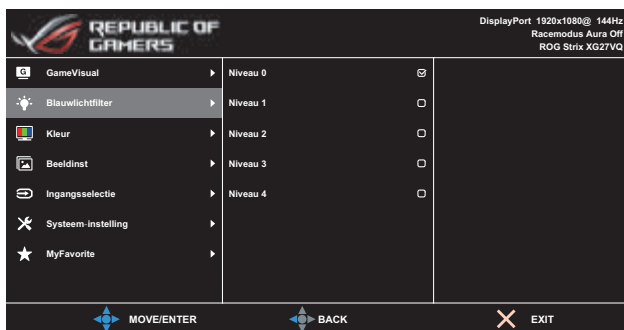 REPUBLIC OF
GAMERS
DisplayPort 1920x1080@ 144Hz
Racemodus Aura Off
ROG Strix XG27VQ
G GameVisual
Blauwlichtfilter
Kleur
Beeldinst
Ingangsselectie
Systeem-instelling
MyFavorite
Niveau 0
Niveau 1
Niveau 2
Niveau 3
Niveau 4
MOVE/ENTER
BACK
EXIT